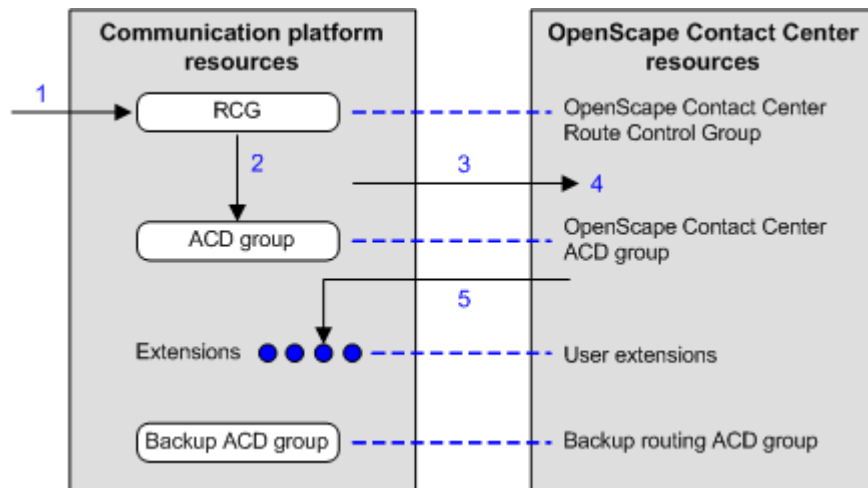 Communication platform
resources
OpenScape Contact Center
resources
1
RCG
OpenScape Contact Center
Route Control Group
2
3
4
ACD group
OpenScape Contact Center
ACD group
5
Extensions
User extensions
Backup ACD group
Backup routing ACD group